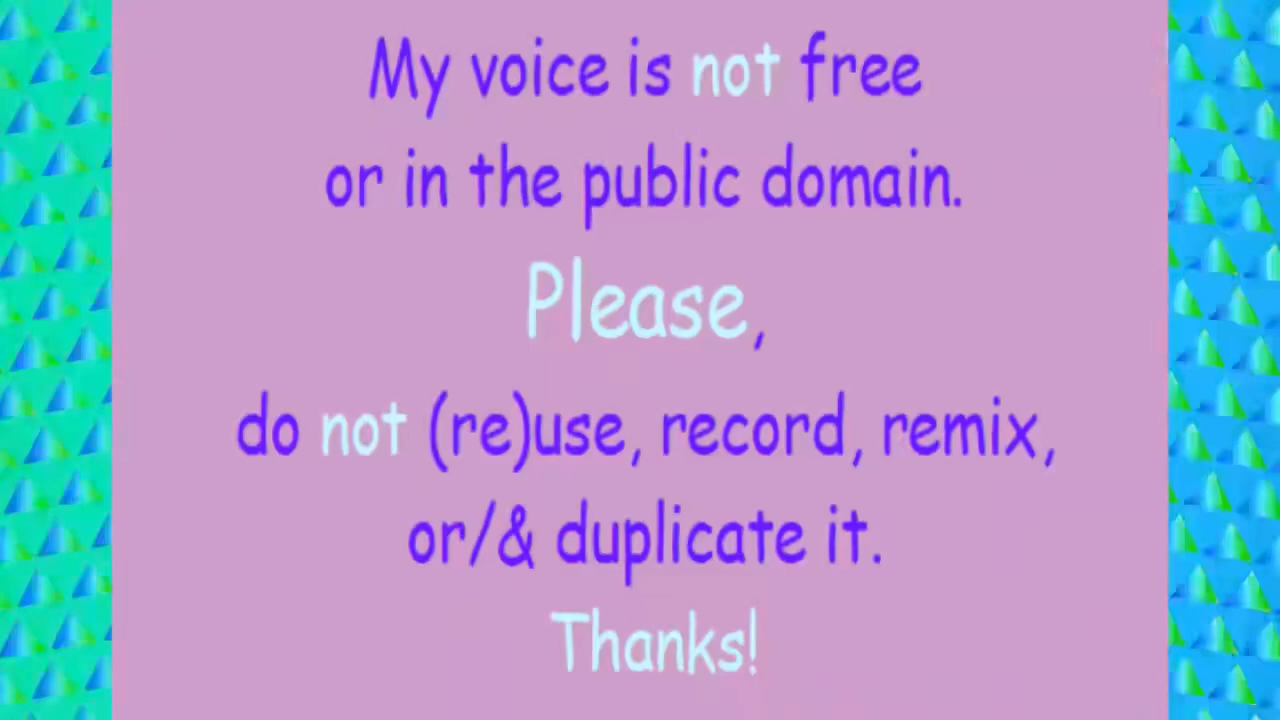 My voice is not free
or in the public domain.
Please,
do not (re)use, record, remix,
or/& duplicate it.
Thanks!